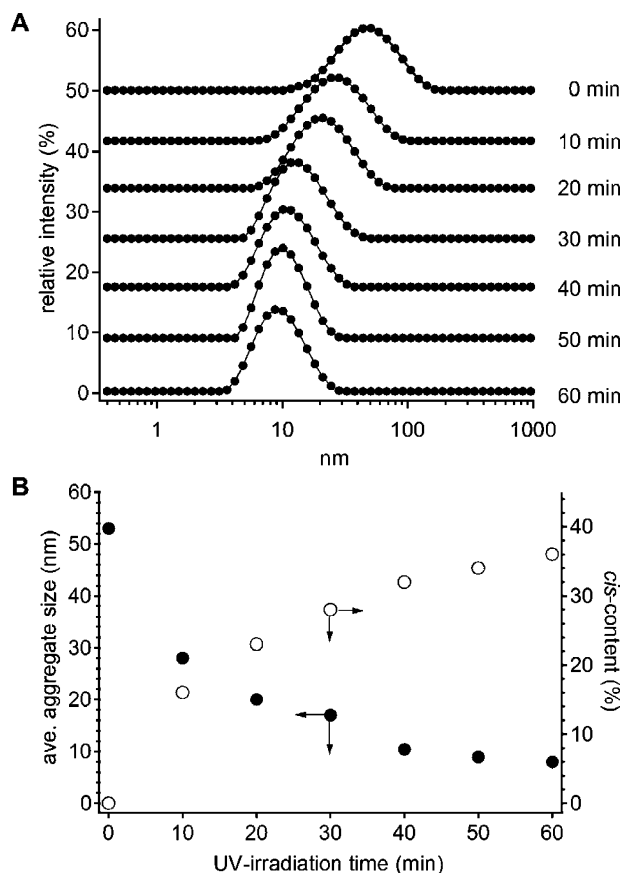 A
relative intensity (%)
60
50
40
30
20
10
0
0 min
10 min
20 min
30 min
40 min
50 min
60 min
1
10
100
1000
nm
B
ave. aggregate size (nm)
60
50
40
30
20
10
0
40
30
20
10
0
cis-content (%)
0
10
20
30
40
50
60
UV-irradiation time (min)